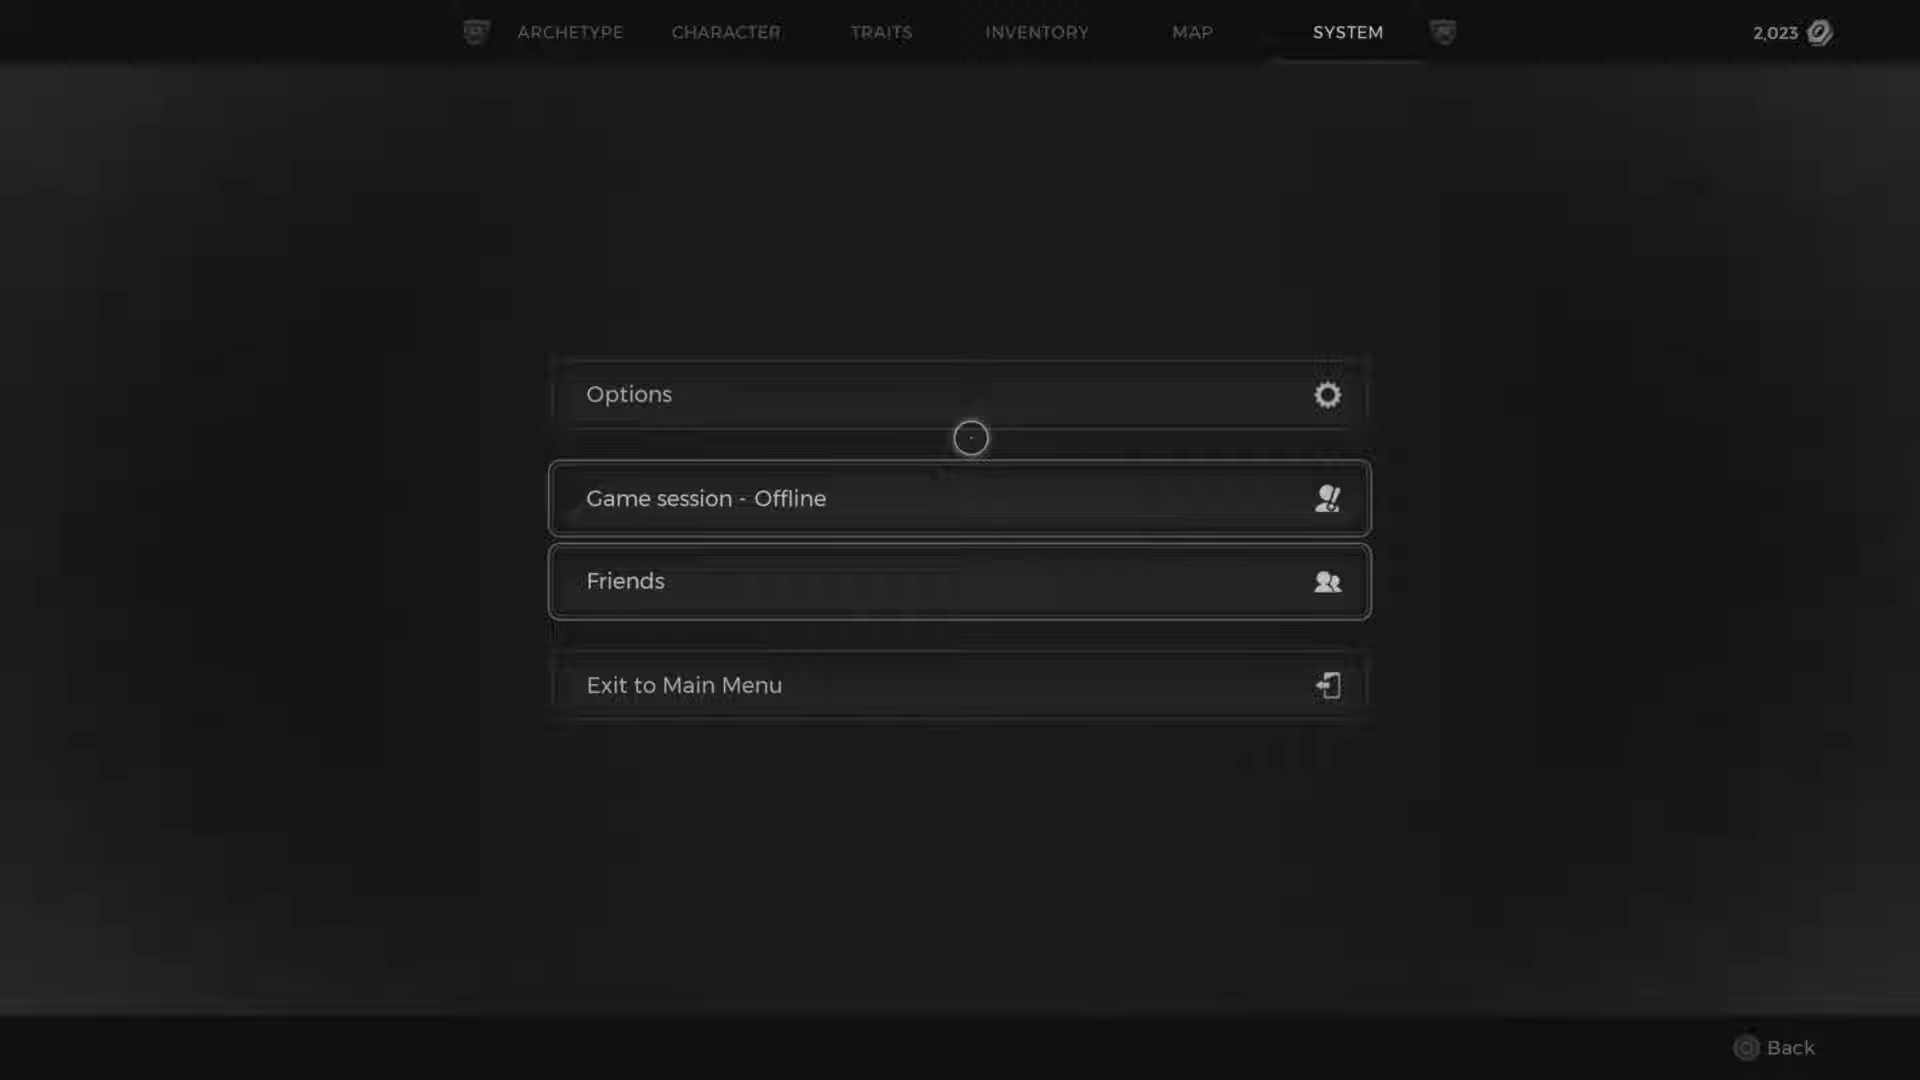 ARCHETYPE CHARACTER TRAITS INVENTORY MAP SYSTEM 2,023
Options
Game session - Offline
Friends
Exit to Main Menu
Back